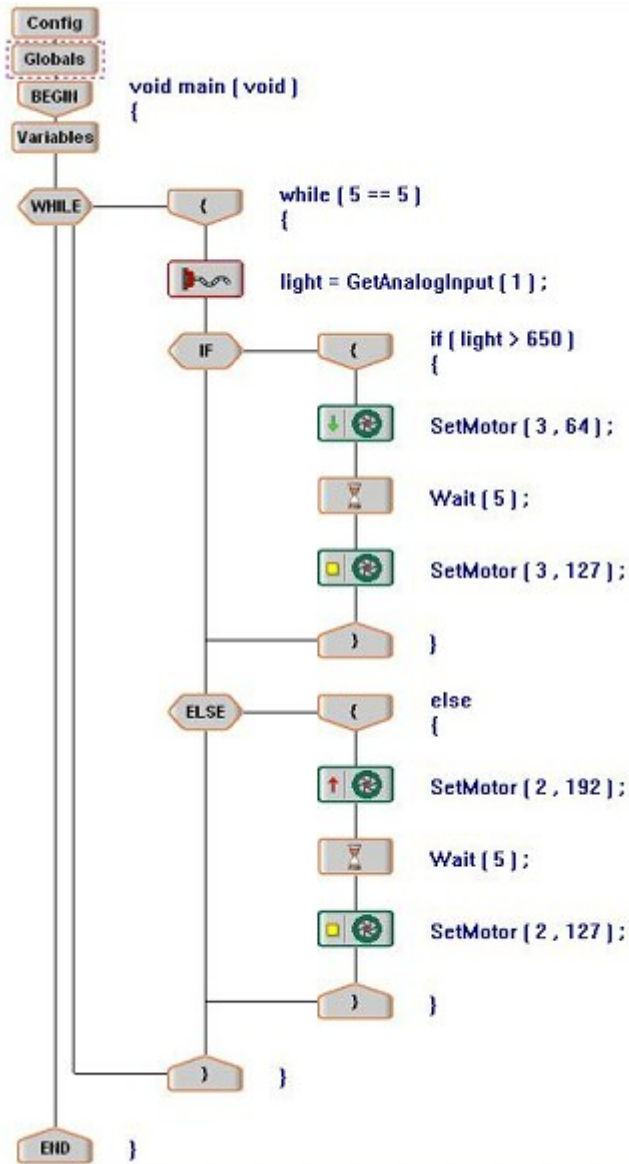 Config
Globals
BEGIN void main ( void )
{
Variables
WHILE ( while ( 5 == 5 )
{
light = GetAnalogInput ( 1 ) ;
IF ( if ( light > 650 )
{
SetMotor ( 3 , 64 ) ;
Wait ( 5 ) ;
SetMotor ( 3 , 127 ) ;
} }
ELSE ( else
{
SetMotor ( 2 , 192 ) ;
Wait ( 5 ) ;
SetMotor ( 2 , 127 ) ;
} }
} }
END }